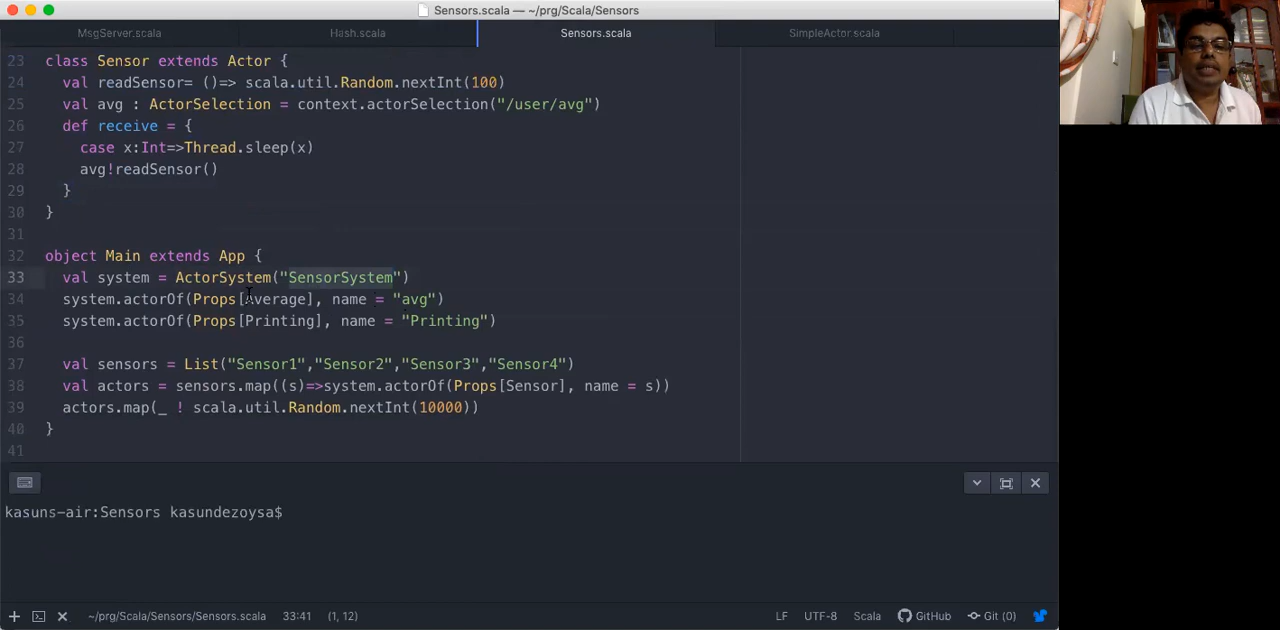 Sensors.scala — ~/prg/Scala/Sensors
MsgServer.scala Hash.scala Sensors.scala SimpleActor.scala
23 class Sensor extends Actor {
24 val readSensor= ()=> scala.util.Random.nextInt(100)
25 val avg : ActorSelection = context.actorSelection("/user/avg")
26 def receive = {
27 case x:Int=>Thread.sleep(x)
28 avg!readSensor()
29 }
30 }
31
32 object Main extends App {
33 val system = ActorSystem("SensorSystem")
34 system.actorOf(Props[Average], name = "avg")
35 system.actorOf(Props[Printing], name = "Printing")
36
37 val sensors = List("Sensor1","Sensor2","Sensor3","Sensor4")
38 val actors = sensors.map((s)=>system.actorOf(Props[Sensor], name = s))
39 actors.map(_ ! scala.util.Random.nextInt(10000))
40 }
41
kasuns-air:Sensors kasundezoysa$
~/prg/Scala/Sensors/Sensors.scala 33:41 (1, 12) LF UTF-8 Scala GitHub Git (0)